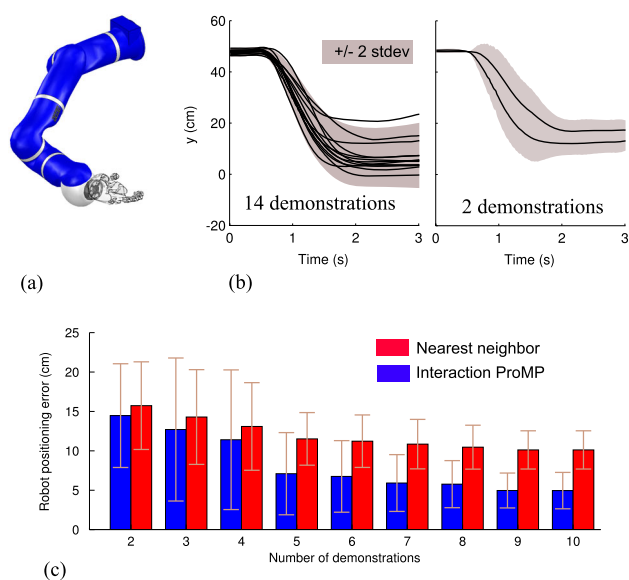 60
40
20
0
-20
y (cm)
+/- 2 stdev
14 demonstrations
2 demonstrations
0 1 2 3
0 1 2 3
Time (s)
Time (s)
(a)
(b)
25
20
15
10
5
0
Robot positioning error (cm)
Nearest neighbor
Interaction ProMP
2 3 4 5 6 7 8 9 10
Number of demonstrations
(c)